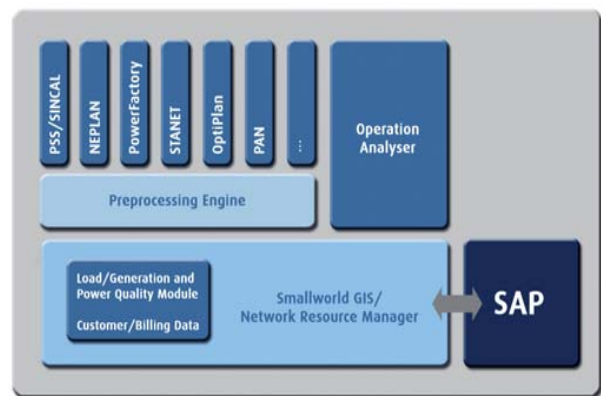 PSS/SINCAL
NEPLAN
PowerFactory
STANET
OptiPlan
PAN
...
Operation
Analyser
Preprocessing Engine
Load/Generation and
Power Quality Module
Customer/Billing Data
Smallworld GIS/
Network Resource Manager
SAP